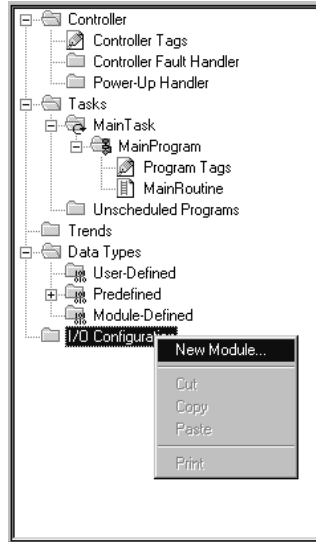 Controller
Controller Tags
Controller Fault Handler
Power-Up Handler
Tasks
MainTask
MainProgram
Program Tags
MainRoutine
Unscheduled Programs
Trends
Data Types
User-Defined
Predefined
Module-Defined
I/O Configuration
New Module...
Cut
Copy
Paste
Print